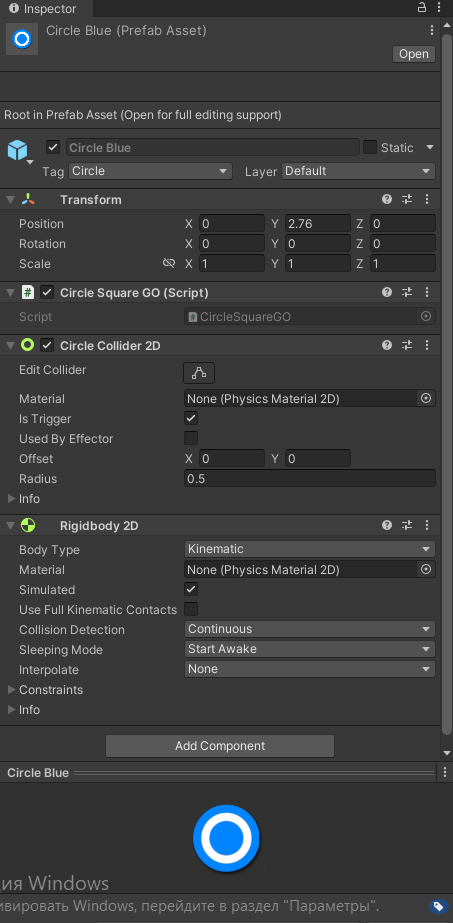 Inspector
Circle Blue (Prefab Asset)
Open
Root in Prefab Asset (Open for full editing support)
Circle Blue Static
Tag Circle Layer Default
Transform
Position X 0 Y 2.76 Z 0
Rotation X 0 Y 0 Z 0
Scale X 1 Y 1 Z 1
# Circle Square GO (Script)
Script # CircleSquareGO
Circle Collider 2D
Edit Collider
Material None (Physics Material 2D)
Is Trigger
Used By Effector
Offset X 0 Y 0
Radius 0.5
Info
Rigidbody 2D
Body Type Kinematic
Material None (Physics Material 2D)
Simulated
Use Full Kinematic Contacts
Collision Detection Continuous
Sleeping Mode Start Awake
Interpolate None
Constraints
Info
Add Component
Circle Blue
ция Windows
ивировать Windows, перейдите в раздел "Параметры".